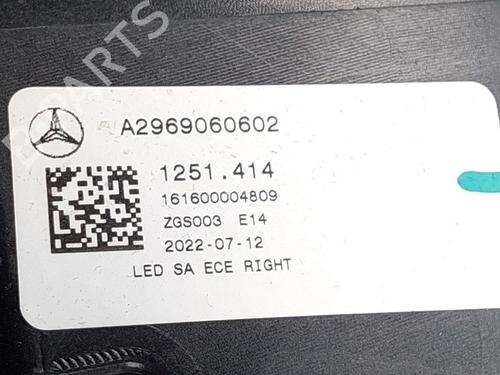 A2969060602
1251.414
161600004809
ZGS003 E14
2022-07-12
LED SA ECE RIGHT